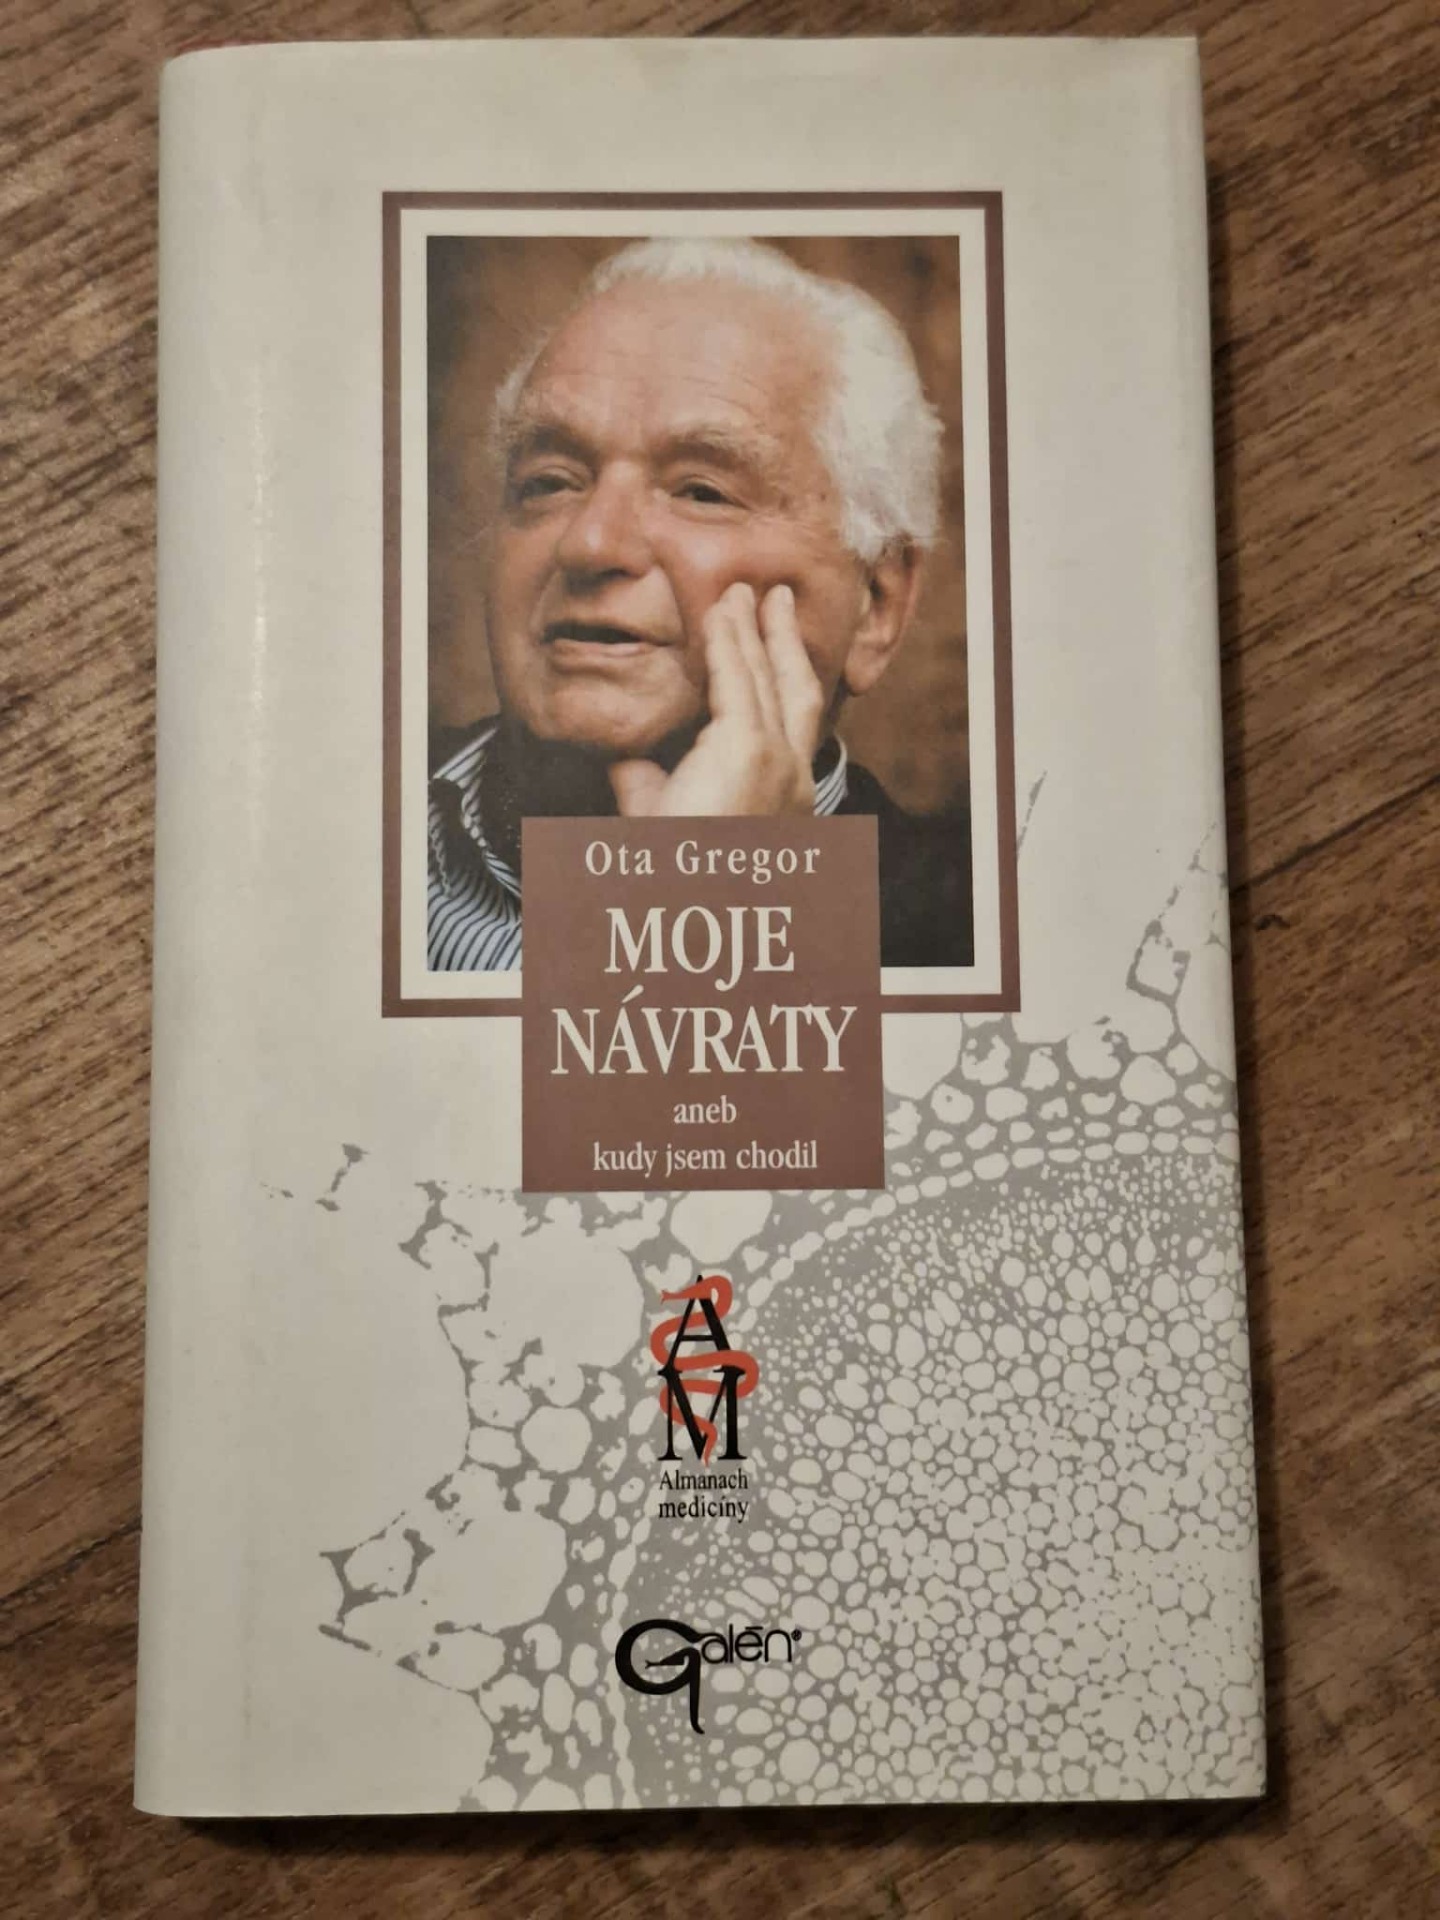 Ota Gregor
MOJE
NÁVRATY
aneb
kudy jsem chodil
AM
Almanach
medicíny
Galén®